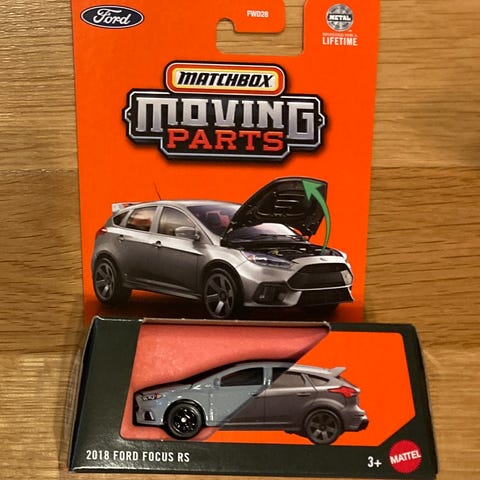 Ford
FWD28
METAL
LIFETIME
MATCHBOX
MOVING
PARTS
2018 FORD FOCUS RS
3+
MATTEL